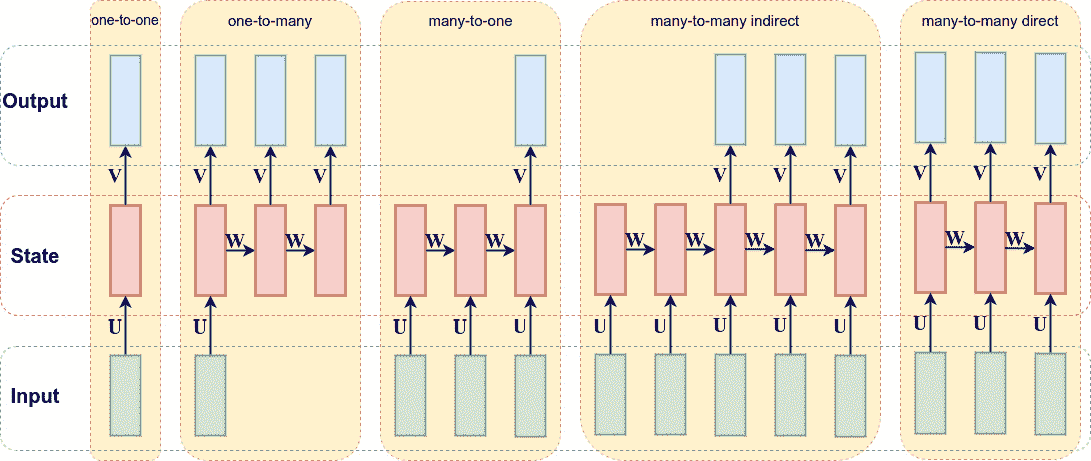 one-to-one one-to-many many-to-one many-to-many indirect many-to-many direct
Output
V V V V V V V V V V V V
State
W W W W W W W W W W
U U U U U U U U U U U U U
Input